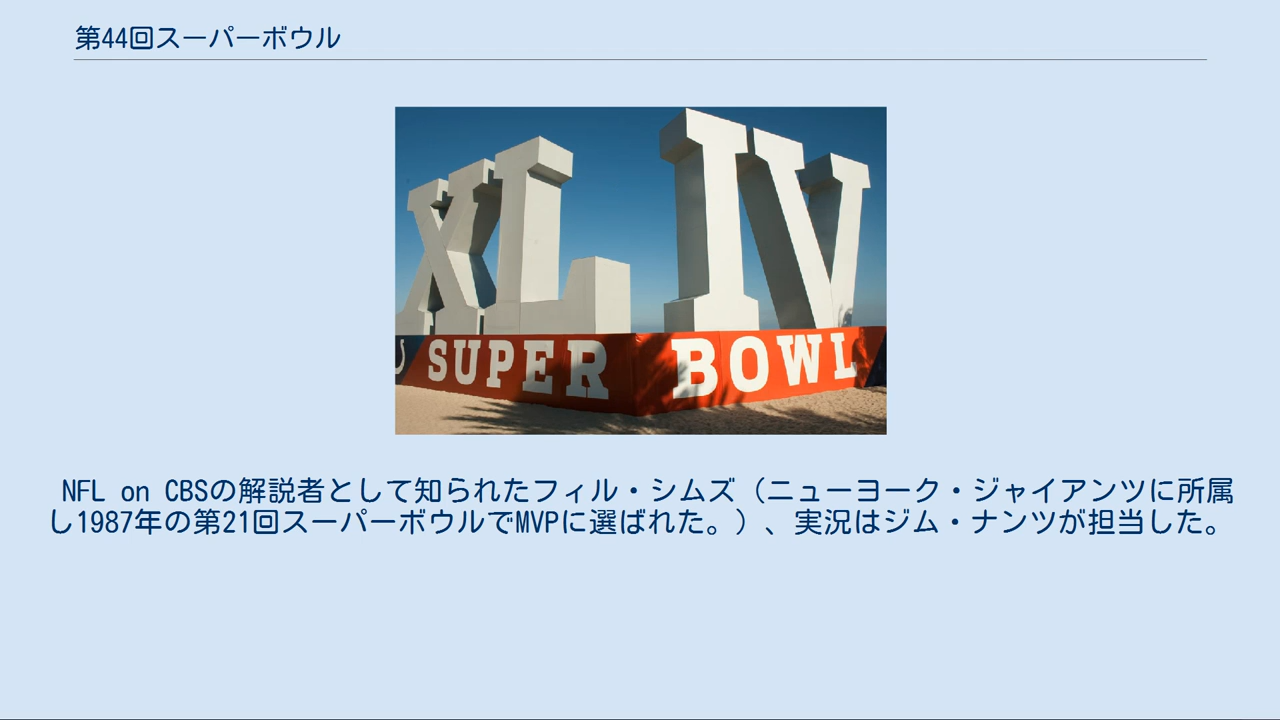 第44回スーパーボウル
XL IV
SUPER BOWL
NFL on CBSの解説者として知られたフィル・シムズ（ニューヨーク・ジャイアンツに所属
し1987年の第21回スーパーボウルでMVPに選ばれた。）、実況はジム・ナンツが担当した。